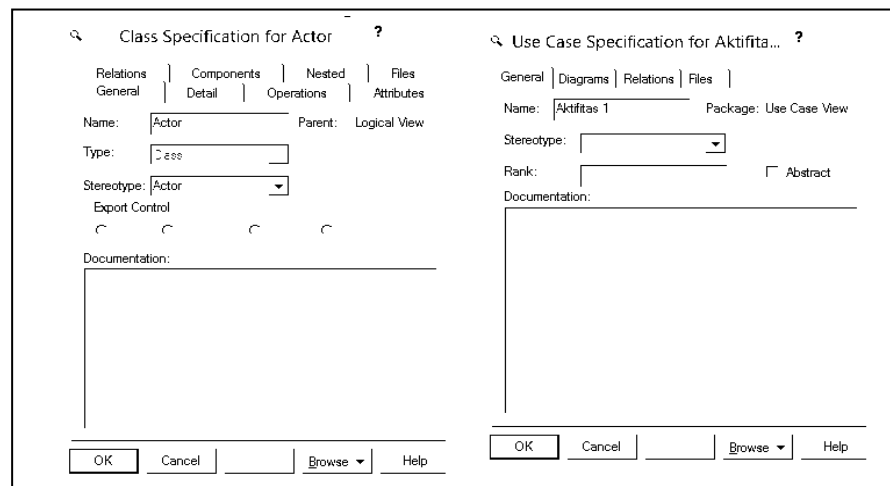 Class Specification for Actor ?
Relations Components Nested Files
General Detail Operations Attributes
Name: Actor Parent: Logical View
Type: Class
Stereotype: Actor
Export Control
Documentation:
OK Cancel Browse Help
Use Case Specification for Aktifita... ?
General Diagrams Relations Files
Name: Aktifitas 1 Package: Use Case View
Stereotype:
Rank: Abstract
Documentation:
OK Cancel Browse Help